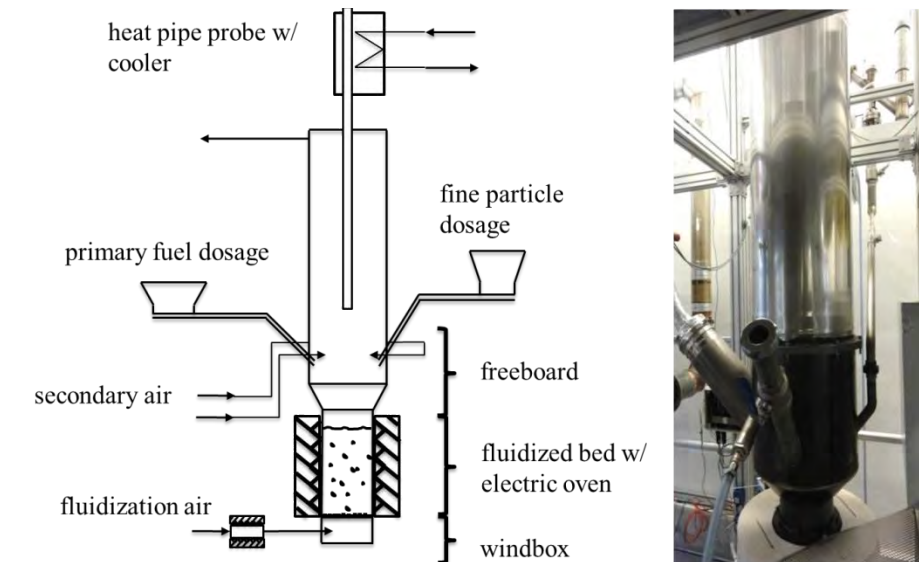 heat pipe probe w/
cooler
fine particle
dosage
primary fuel dosage
freeboard
secondary air
fluidized bed w/
electric oven
fluidization air
windbox